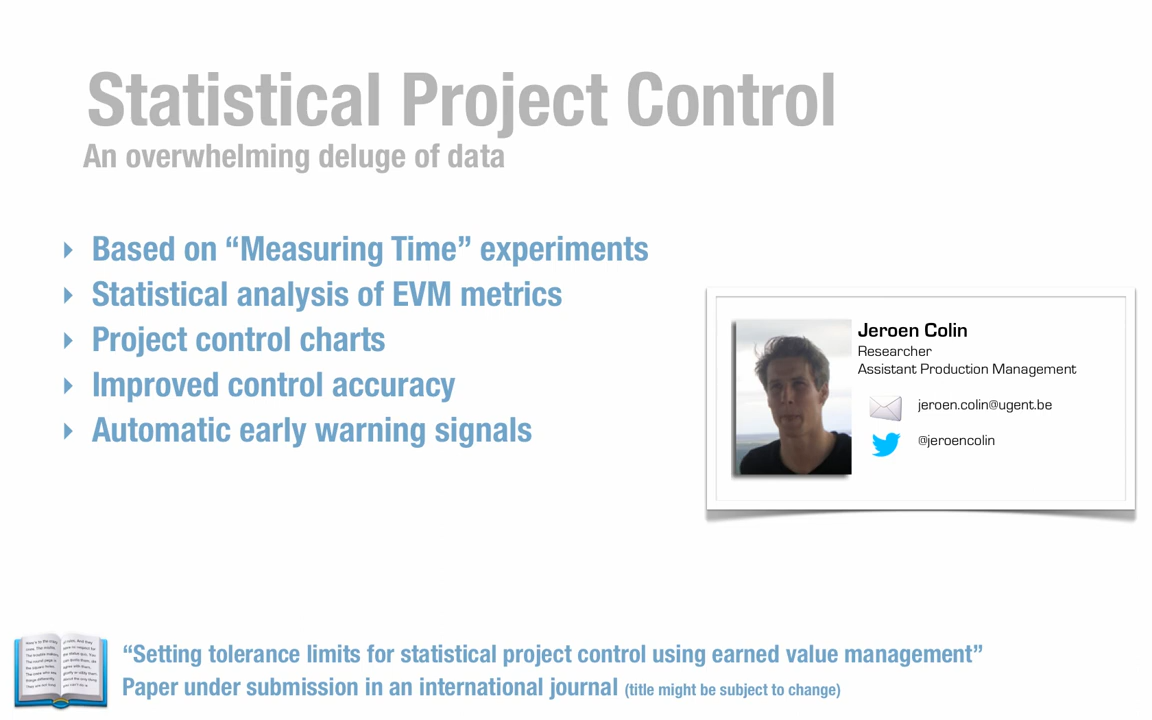 Statistical Project Control
An overwhelming deluge of data
‣ Based on “Measuring Time” experiments
‣ Statistical analysis of EVM metrics
‣ Project control charts
‣ Improved control accuracy
‣ Automatic early warning signals
Jeroen Colin
Researcher
Assistant Production Management
jeroen.colin@ugent.be
@jeroencolin
“Setting tolerance limits for statistical project control using earned value management”
Paper under submission in an international journal (title might be subject to change)